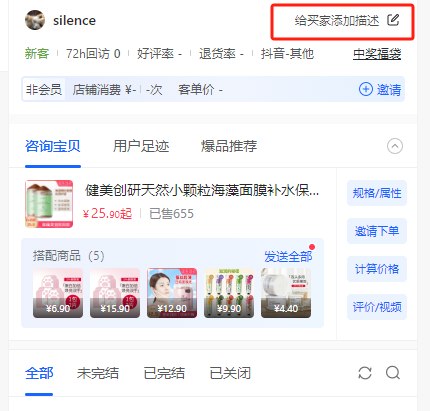 silence 给买家添加描述
新客 72h回访 0 好评率 - 退货率 - 抖音-其他 中奖福袋
非会员 店铺消费 ¥- -次 客单价 - 邀请
咨询宝贝 用户足迹 爆品推荐
健美创研天然小颗粒海藻面膜补水保... 规格/属性
¥25.90起 已售655
邀请下单
搭配商品（5） 发送全部
计算价格
¥6.90 ¥15.90 ¥12.90 ¥9.90 ¥4.40
评价/视频
全部 未完结 已完结 已关闭